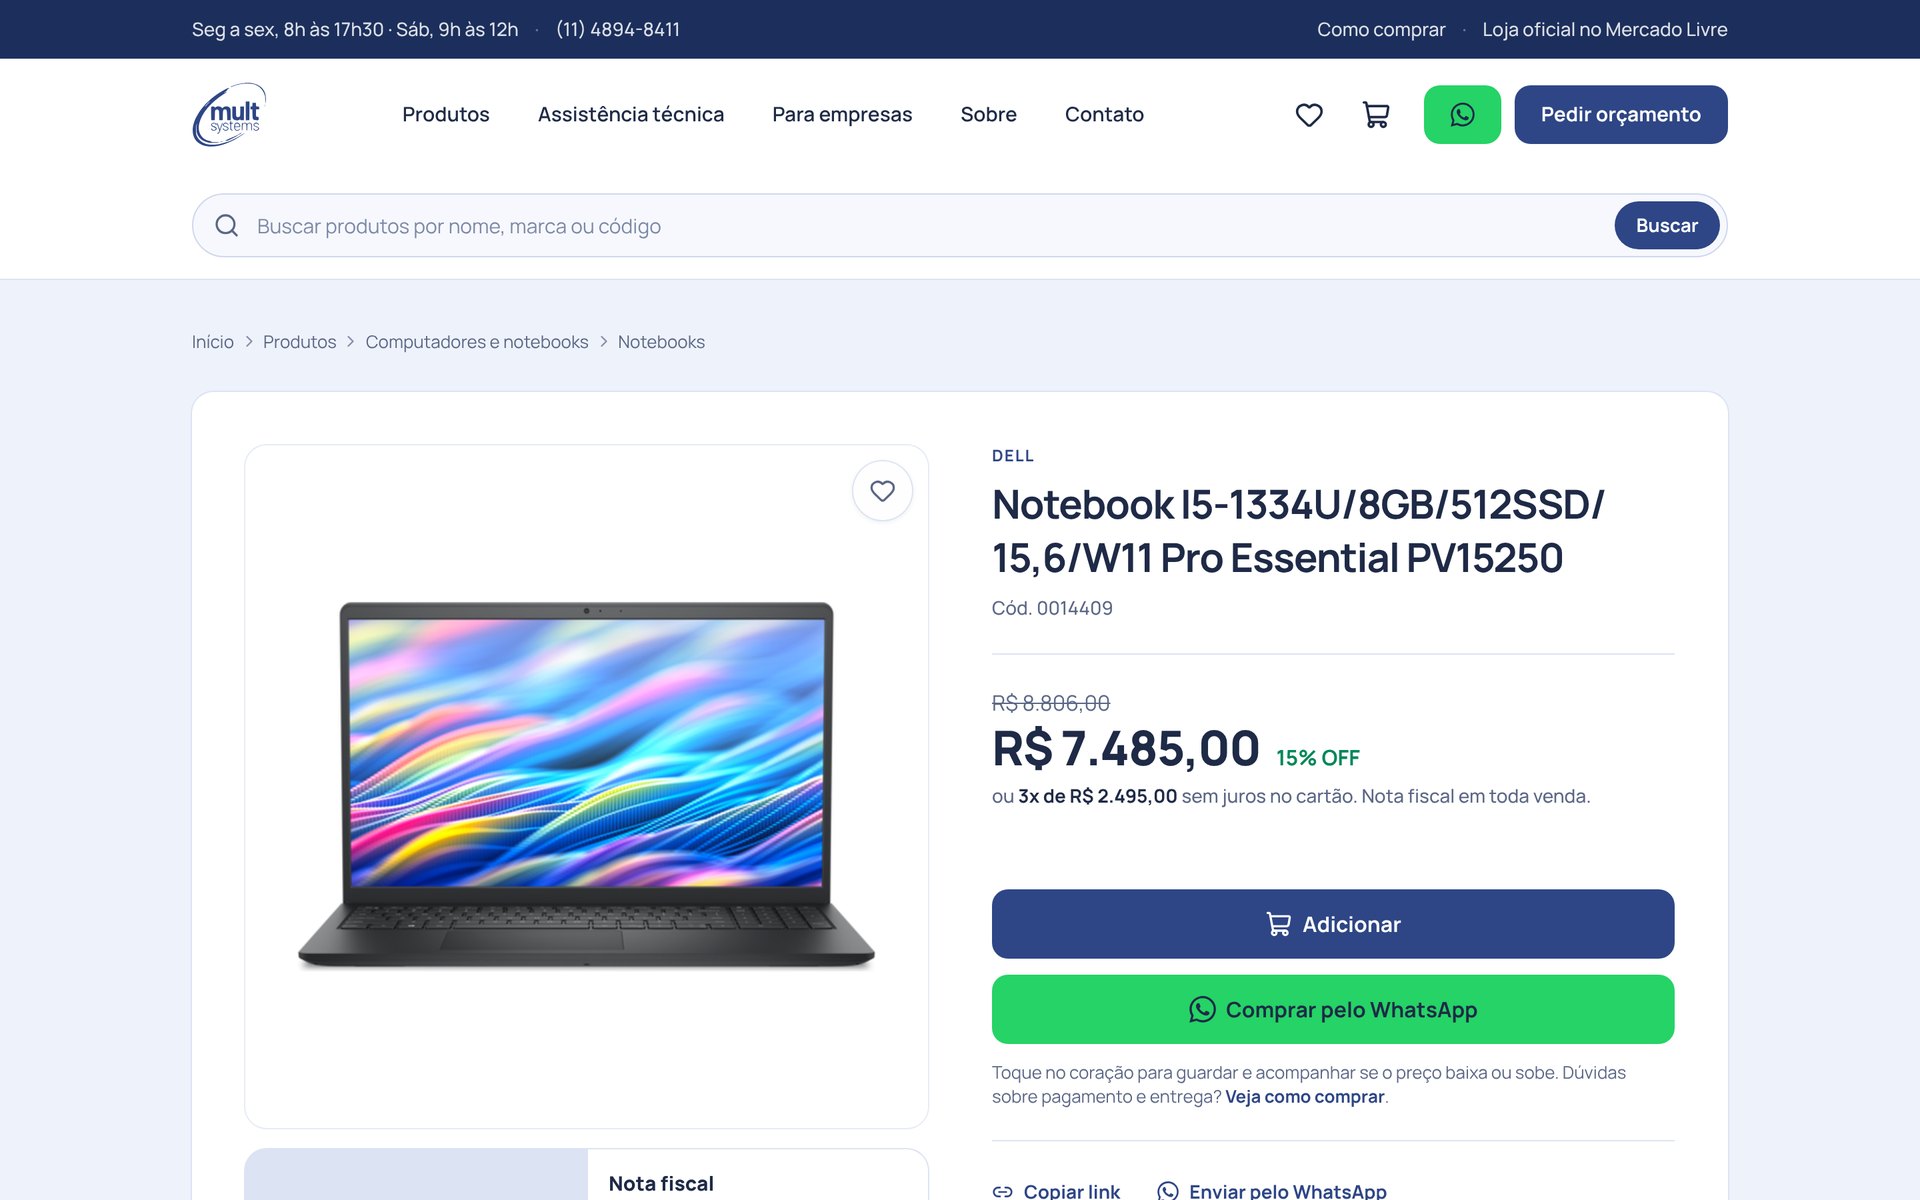 Seg a sex, 8h às 17h30 · Sáb, 9h às 12h · (11) 4894-8411
Como comprar · Loja oficial no Mercado Livre
mult
systems
Produtos
Assistência técnica
Para empresas
Sobre
Contato
Pedir orçamento
Buscar produtos por nome, marca ou código
Buscar
Início > Produtos > Computadores e notebooks > Notebooks
DELL
Notebook I5-1334U/8GB/512SSD/
15,6/W11 Pro Essential PV15250
Cód. 0014409
R$ 8.806,00
R$ 7.485,00 15% OFF
ou 3x de R$ 2.495,00 sem juros no cartão. Nota fiscal em toda venda.
Adicionar
Comprar pelo WhatsApp
Toque no coração para guardar e acompanhar se o preço baixa ou sobe. Dúvidas
sobre pagamento e entrega? Veja como comprar.
Nota fiscal
Copiar link
Enviar pelo WhatsApp